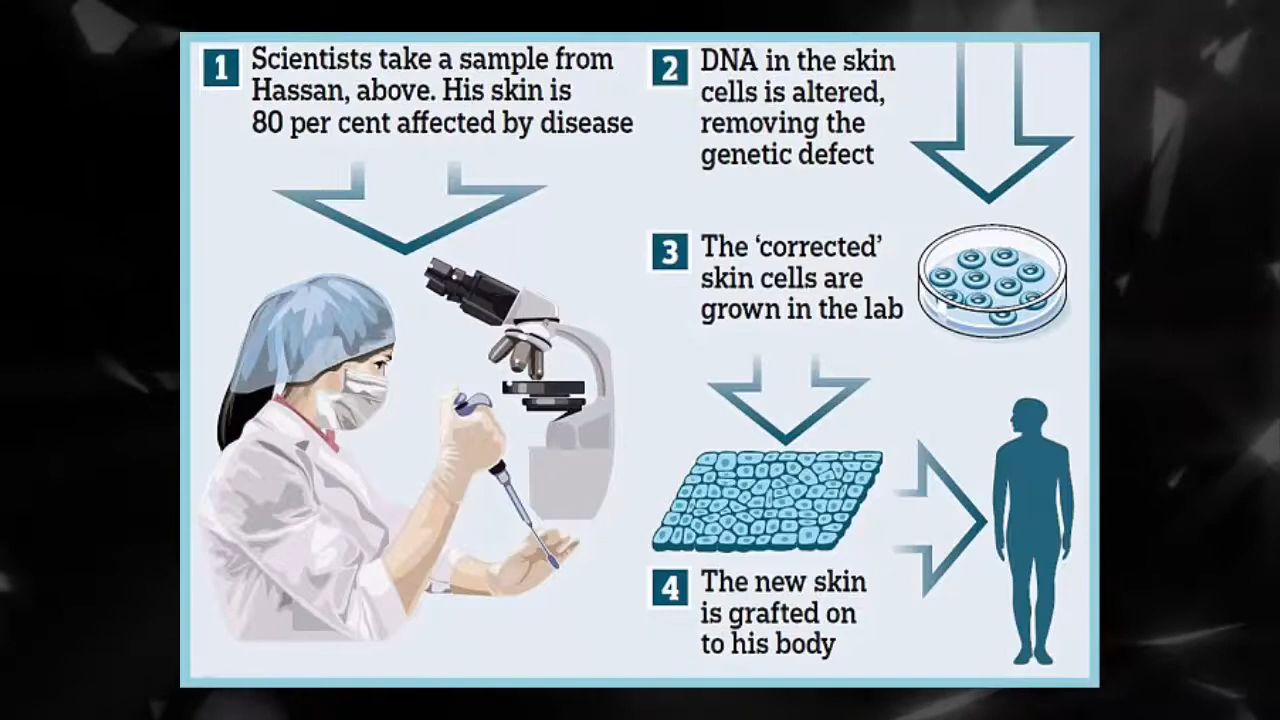 1 Scientists take a sample from
Hassan, above. His skin is
80 per cent affected by disease
2 DNA in the skin
cells is altered,
removing the
genetic defect
3 The ‘corrected’
skin cells are
grown in the lab
4 The new skin
is grafted on
to his body